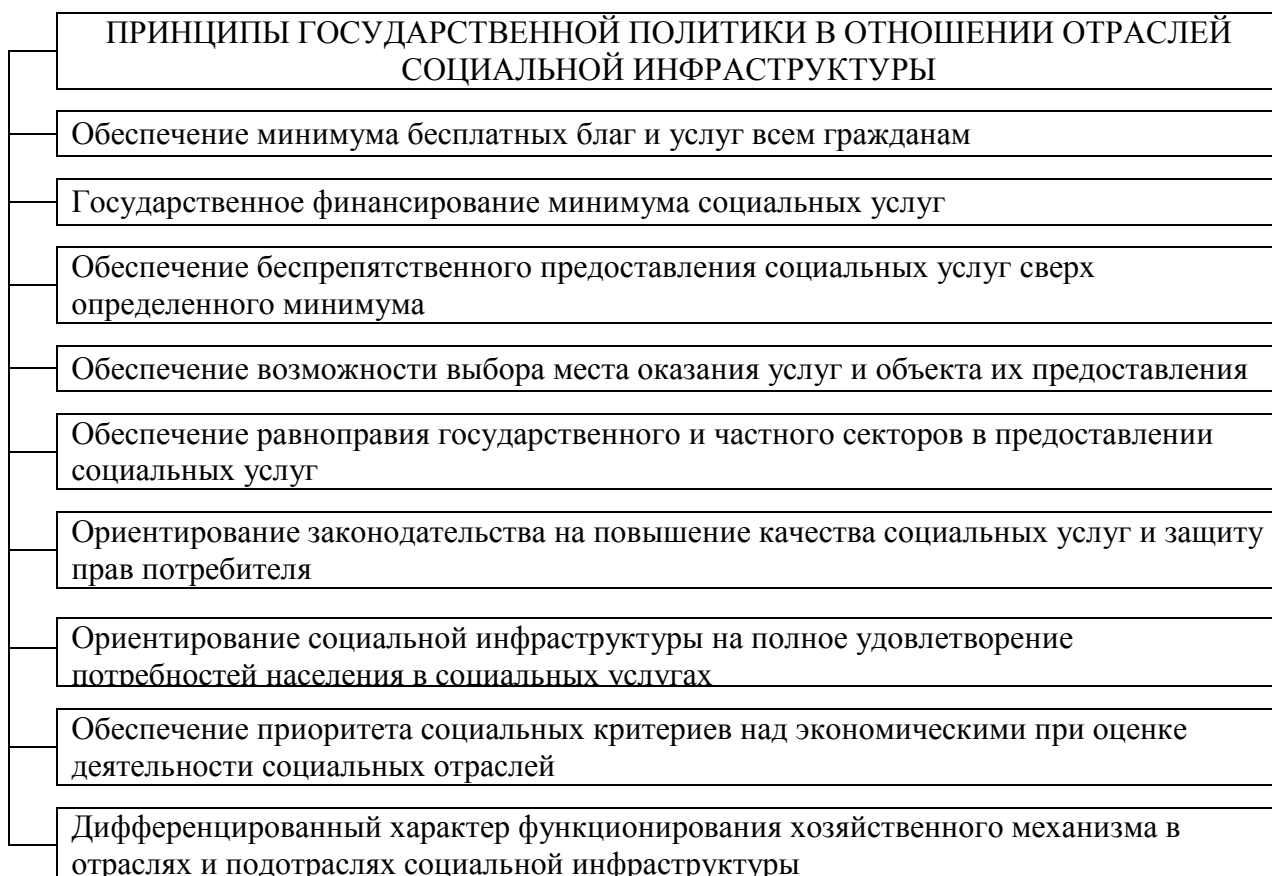 ПРИНЦИПЫ ГОСУДАРСТВЕННОЙ ПОЛИТИКИ В ОТНОШЕНИИ ОТРАСЛЕЙ
СОЦИАЛЬНОЙ ИНФРАСТРУКТУРЫ
Обеспечение минимума бесплатных благ и услуг всем гражданам
Государственное финансирование минимума социальных услуг
Обеспечение беспрепятственного предоставления социальных услуг сверх
определенного минимума
Обеспечение возможности выбора места оказания услуг и объекта их предоставления
Обеспечение равноправия государственного и частного секторов в предоставлении
социальных услуг
Ориентирование законодательства на повышение качества социальных услуг и защиту
прав потребителя
Ориентирование социальной инфраструктуры на полное удовлетворение
потребностей населения в социальных услугах
Обеспечение приоритета социальных критериев над экономическими при оценке
деятельности социальных отраслей
Дифференцированный характер функционирования хозяйственного механизма в
отраслях и подотраслях социальной инфраструктуры